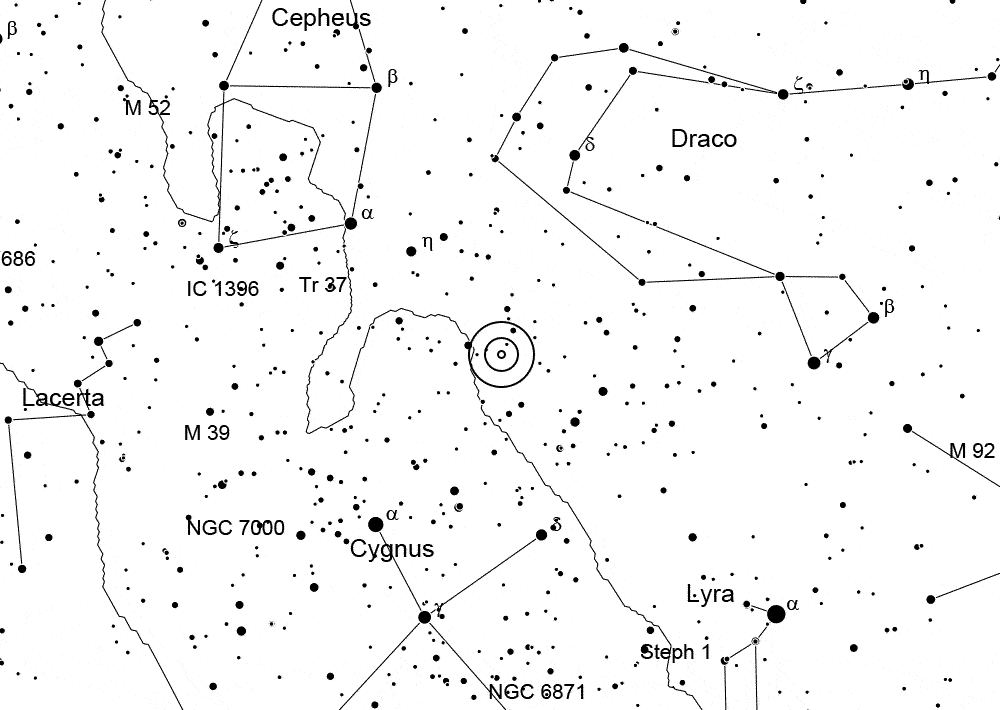 Cepheus
β
β
M 52
ζ
η
δ
Draco
α
ζ
η
686
IC 1396
Tr 37
β
γ
Lacerta
M 39
M 92
α
NGC 7000
Cygnus
δ
Lyra
α
γ
Steph 1
NGC 6871